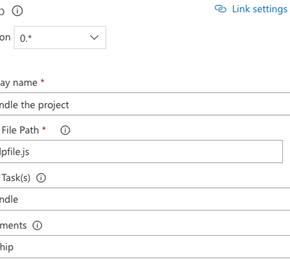 p
Link settings
on 0.*
ay name *
ndle the project
File Path *
lpfile.js
Task(s)
ndle
ments
hip